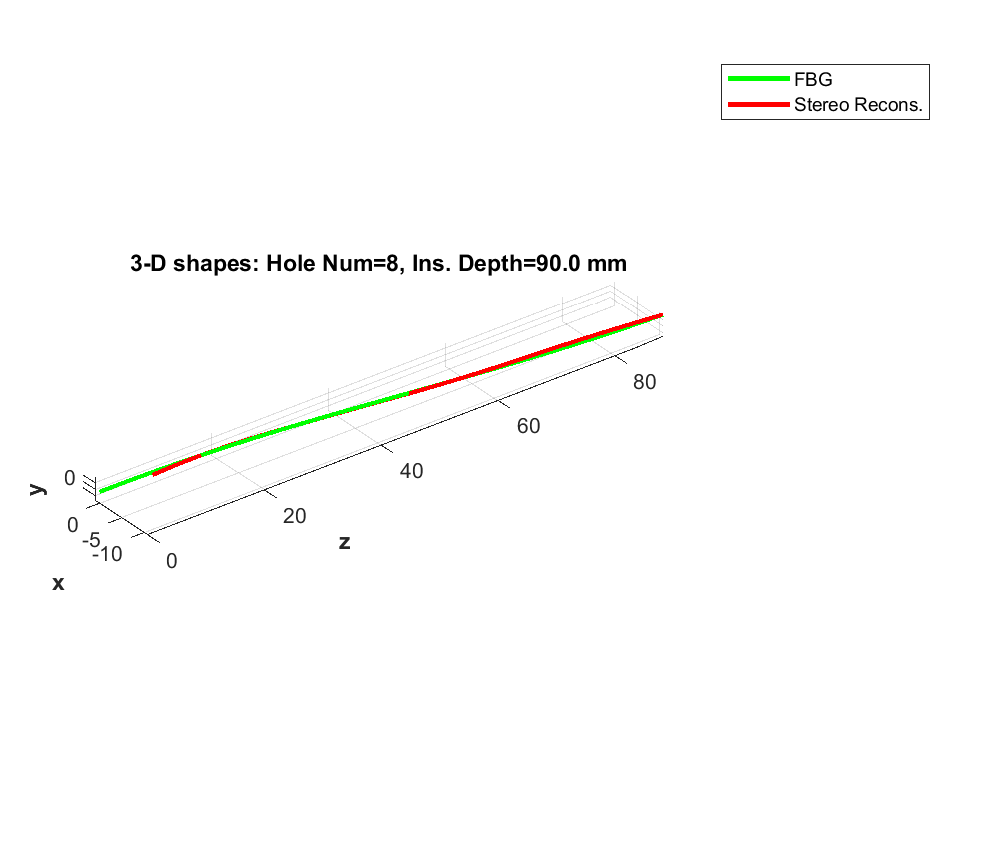 FBG
Stereo Recons.
3-D shapes: Hole Num=8, Ins. Depth=90.0 mm
80
60
40
20
0
z
0
y
0
-5
-10
x